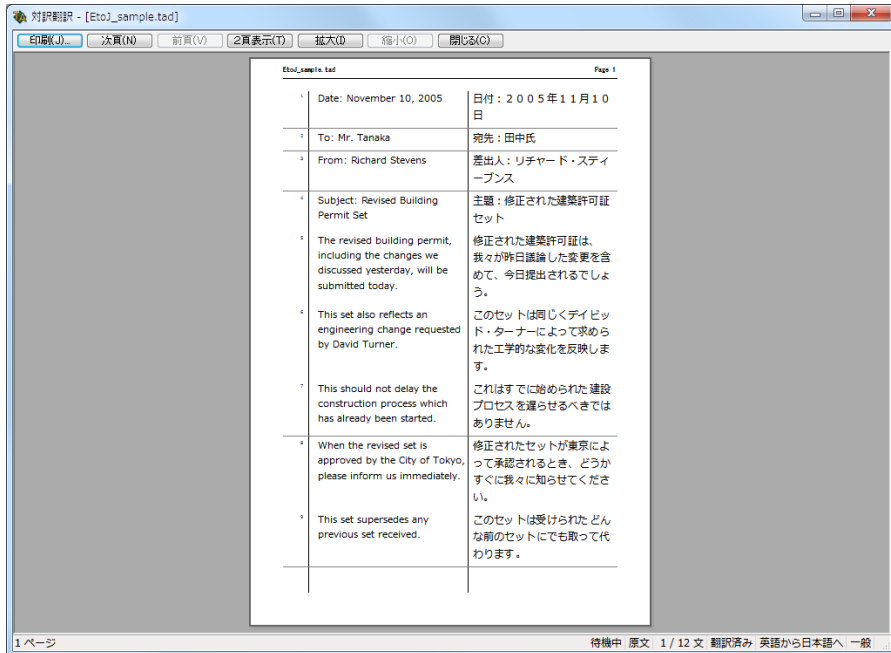 対訳翻訳 - [EtoJ_sample.tad]
印刷(J)... 次頁(N) 前頁(V) 2頁表示(T) 拡大(I) 縮小(O) 閉じる(C)
EtoJ_sample.tad Page 1
1 Date: November 10, 2005
日付：２００５年１１月１０
日
2 To: Mr. Tanaka
宛先：田中氏
3 From: Richard Stevens
差出人：リチャード・スティ
ーブンス
4 Subject: Revised Building
Permit Set
主題：修正された建築許可証
セット
5 The revised building permit,
including the changes we
discussed yesterday, will be
submitted today.
修正された建築許可証は、
我々が昨日議論した変更を含
めて、今日提出されるでしょ
う。
6 This set also reflects an
engineering change requested
by David Turner.
このセットは同じくデイビッ
ド・ターナーによって求めら
れた工学的な変化を反映しま
す。
7 This should not delay the
construction process which
has already been started.
これはすでに始められた建設
プロセスを遅らせるべきでは
ありません。
8 When the revised set is
approved by the City of Tokyo,
please inform us immediately.
修正されたセットが東京によ
って承認されるとき、どうか
すぐに我々に知らせてくださ
い。
9 This set supersedes any
previous set received.
このセットは受けられたどん
な前のセットにでも取って代
わります。
1 ページ 待機中 原文 1 / 12 文 翻訳済み 英語から日本語へ 一般